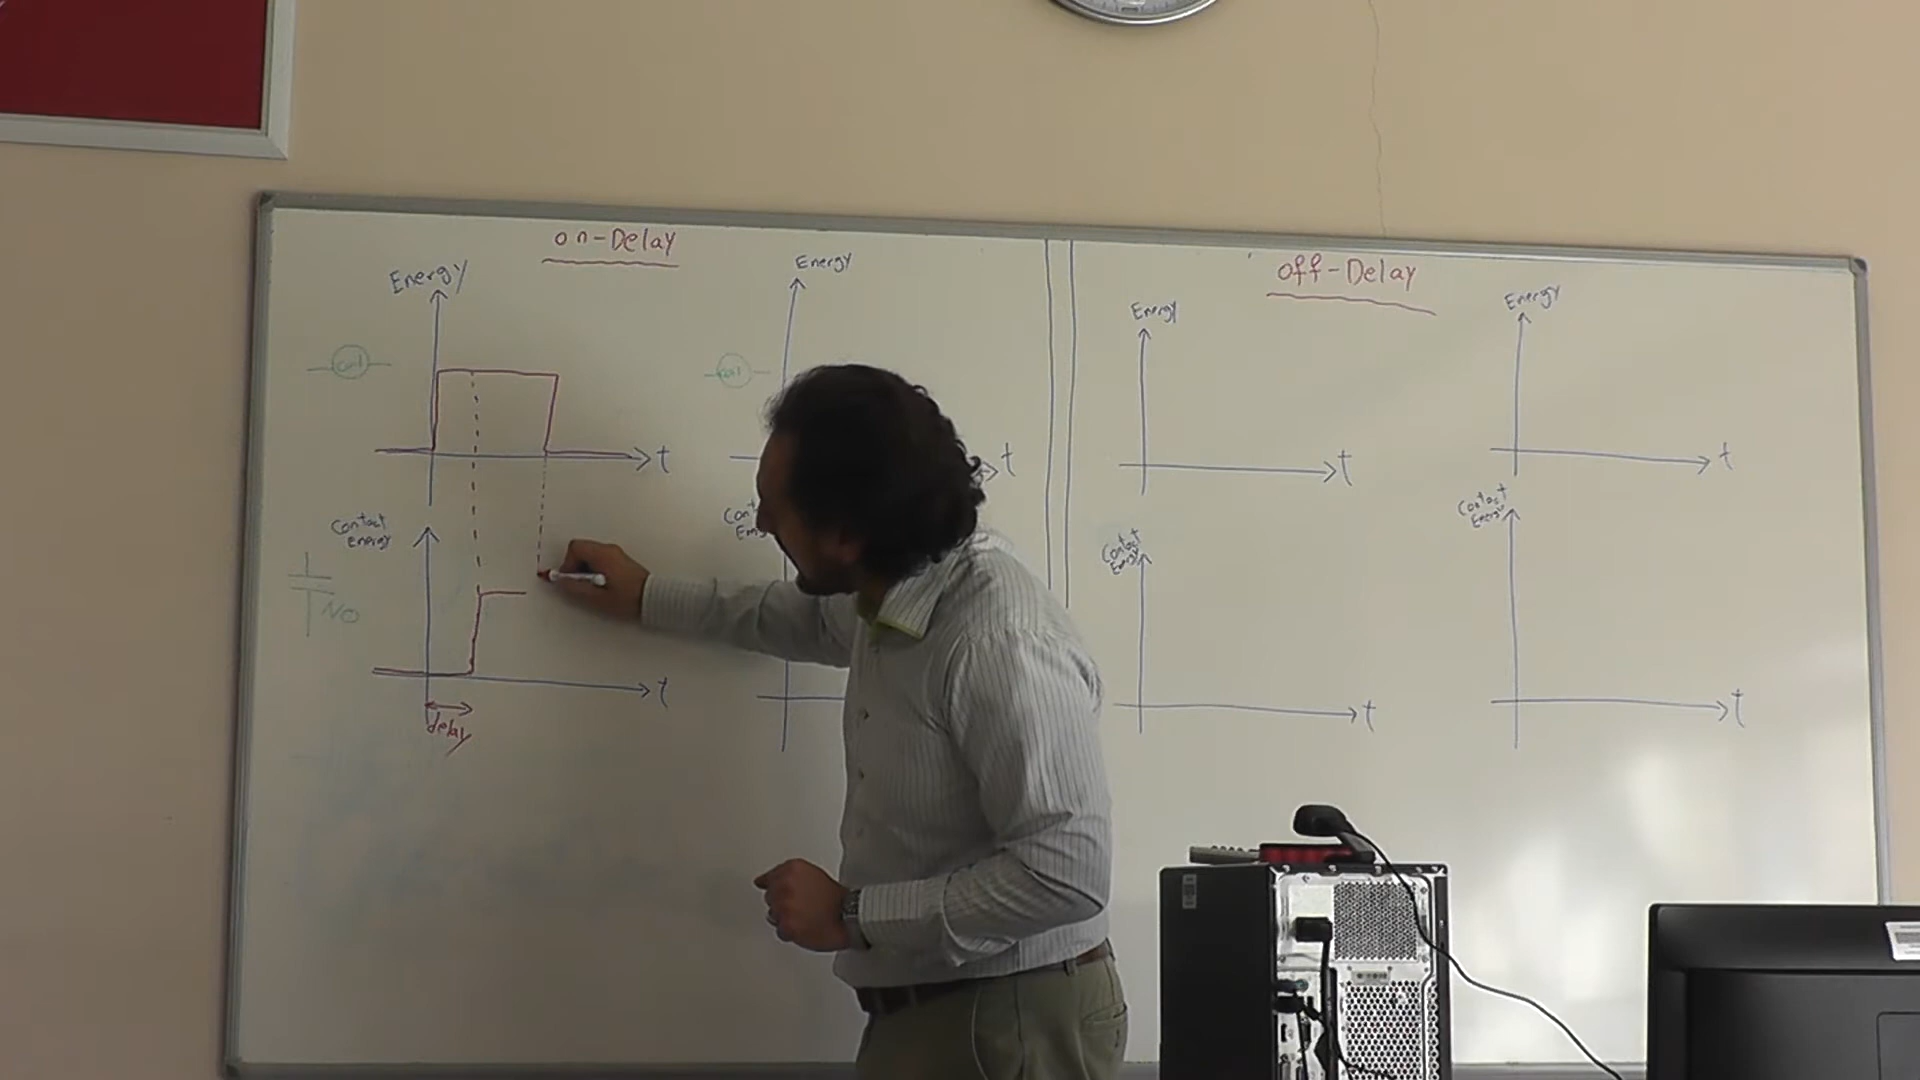 on-Delay
Energy
coil
t
Contact
Energy
NO
t
delay
Energy
coil
t
off-Delay
Energy
t
Contact
Energy
t
Energy
t
Contact
Energy
t